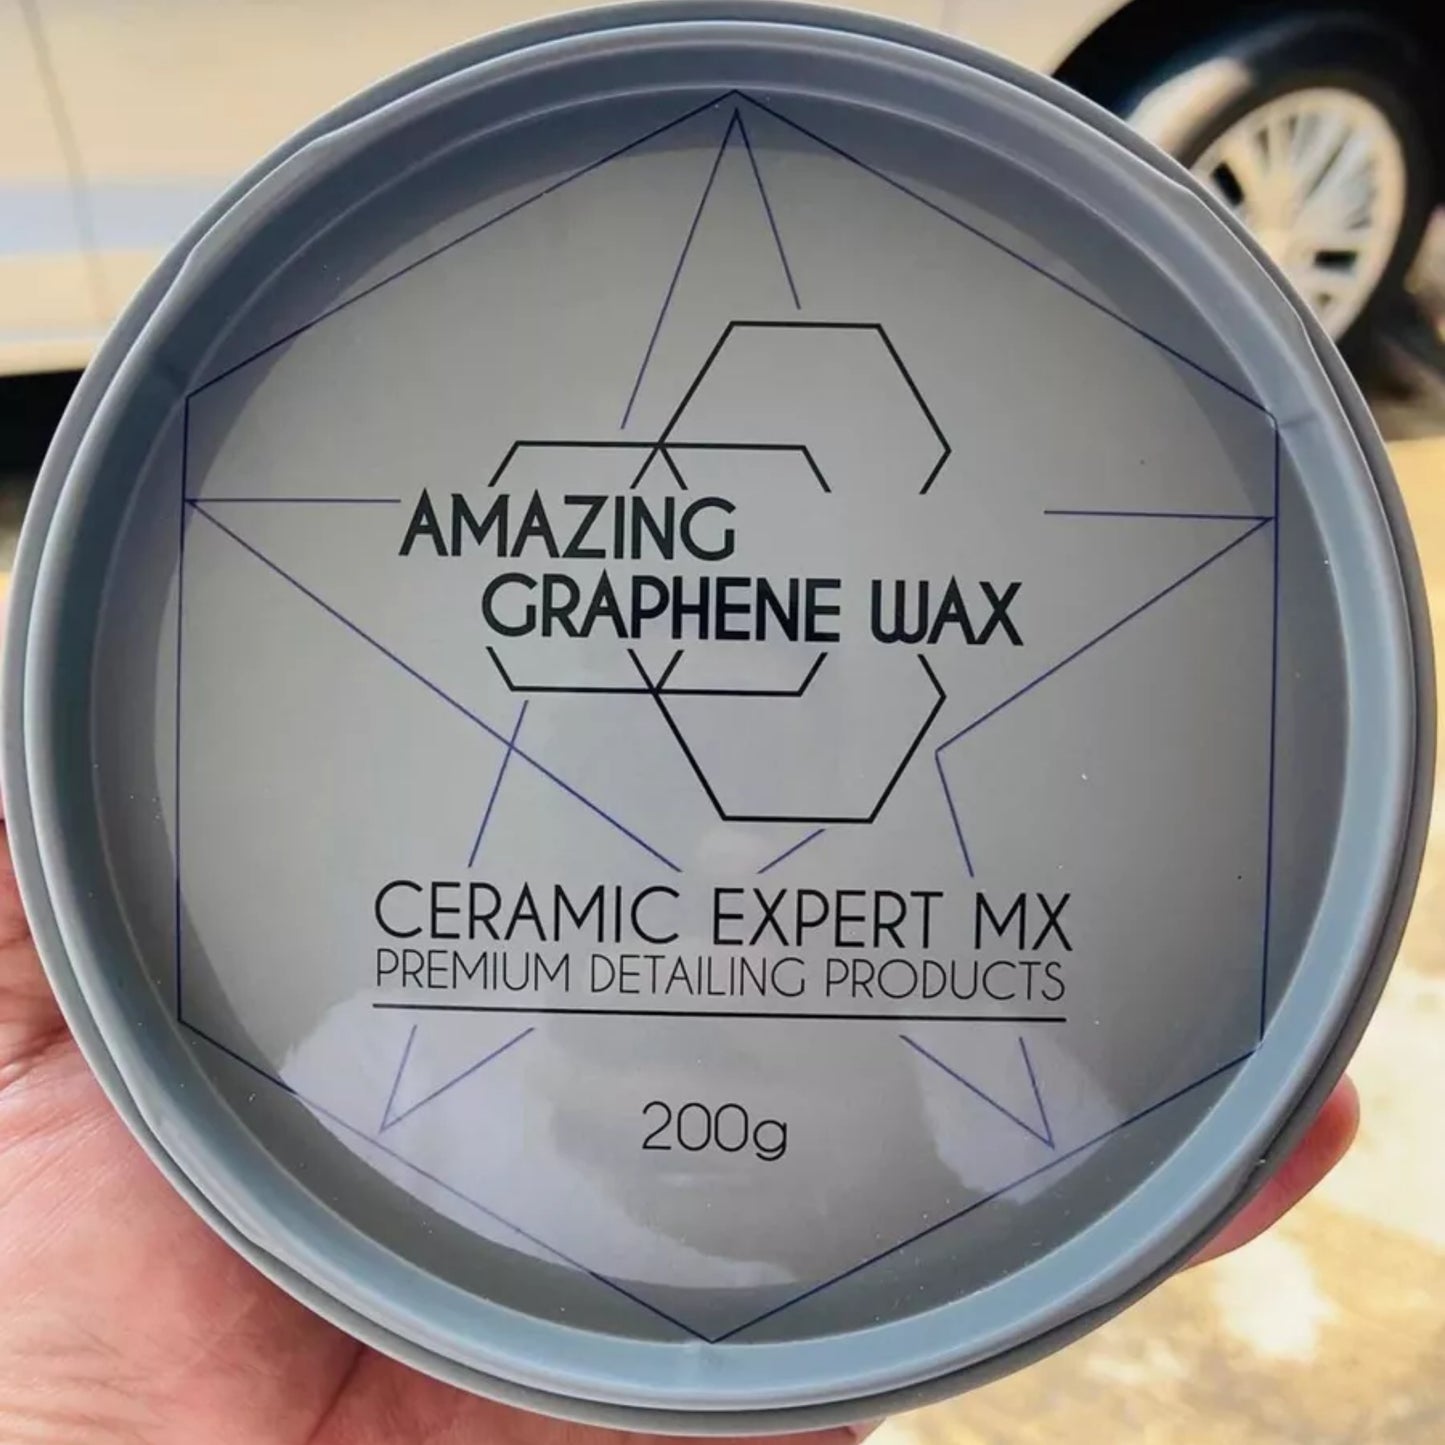 AMAZING
GRAPHENE WAX
CERAMIC EXPERT MX
PREMIUM DETAILING PRODUCTS
200g